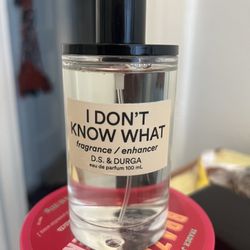 I DON'T
KNOW WHAT
fragrance / enhancer
D.S. & DURGA
eau de parfum 100 mL